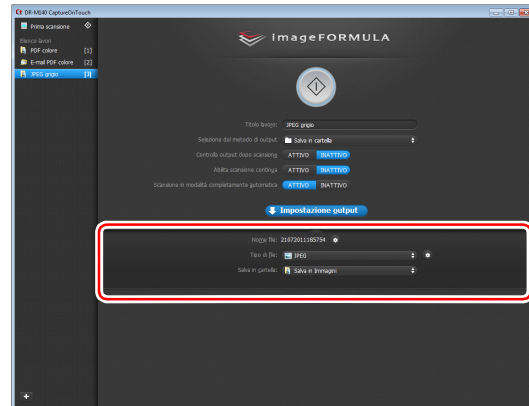 Ct DR-M140 CaptureOnTouch
Prima scansione
Elenco lavori
PDF colore [1]
E-mail PDF colore [2]
JPEG grigio [3]
imageFORMULA
Titolo lavoro: JPEG grigio
Selezione del metodo di output: Salva in cartella
Controlla output dopo scansiong ATTIVO INATTIVO
Abilita scansione continua ATTIVO INATTIVO
Scansione in modalità completamente automatica ATTIVO INATTIVO
Impostazione output
Nome file: 21072011185754
Tipo di file: JPEG
Salva in cartella: Salva in Immagini